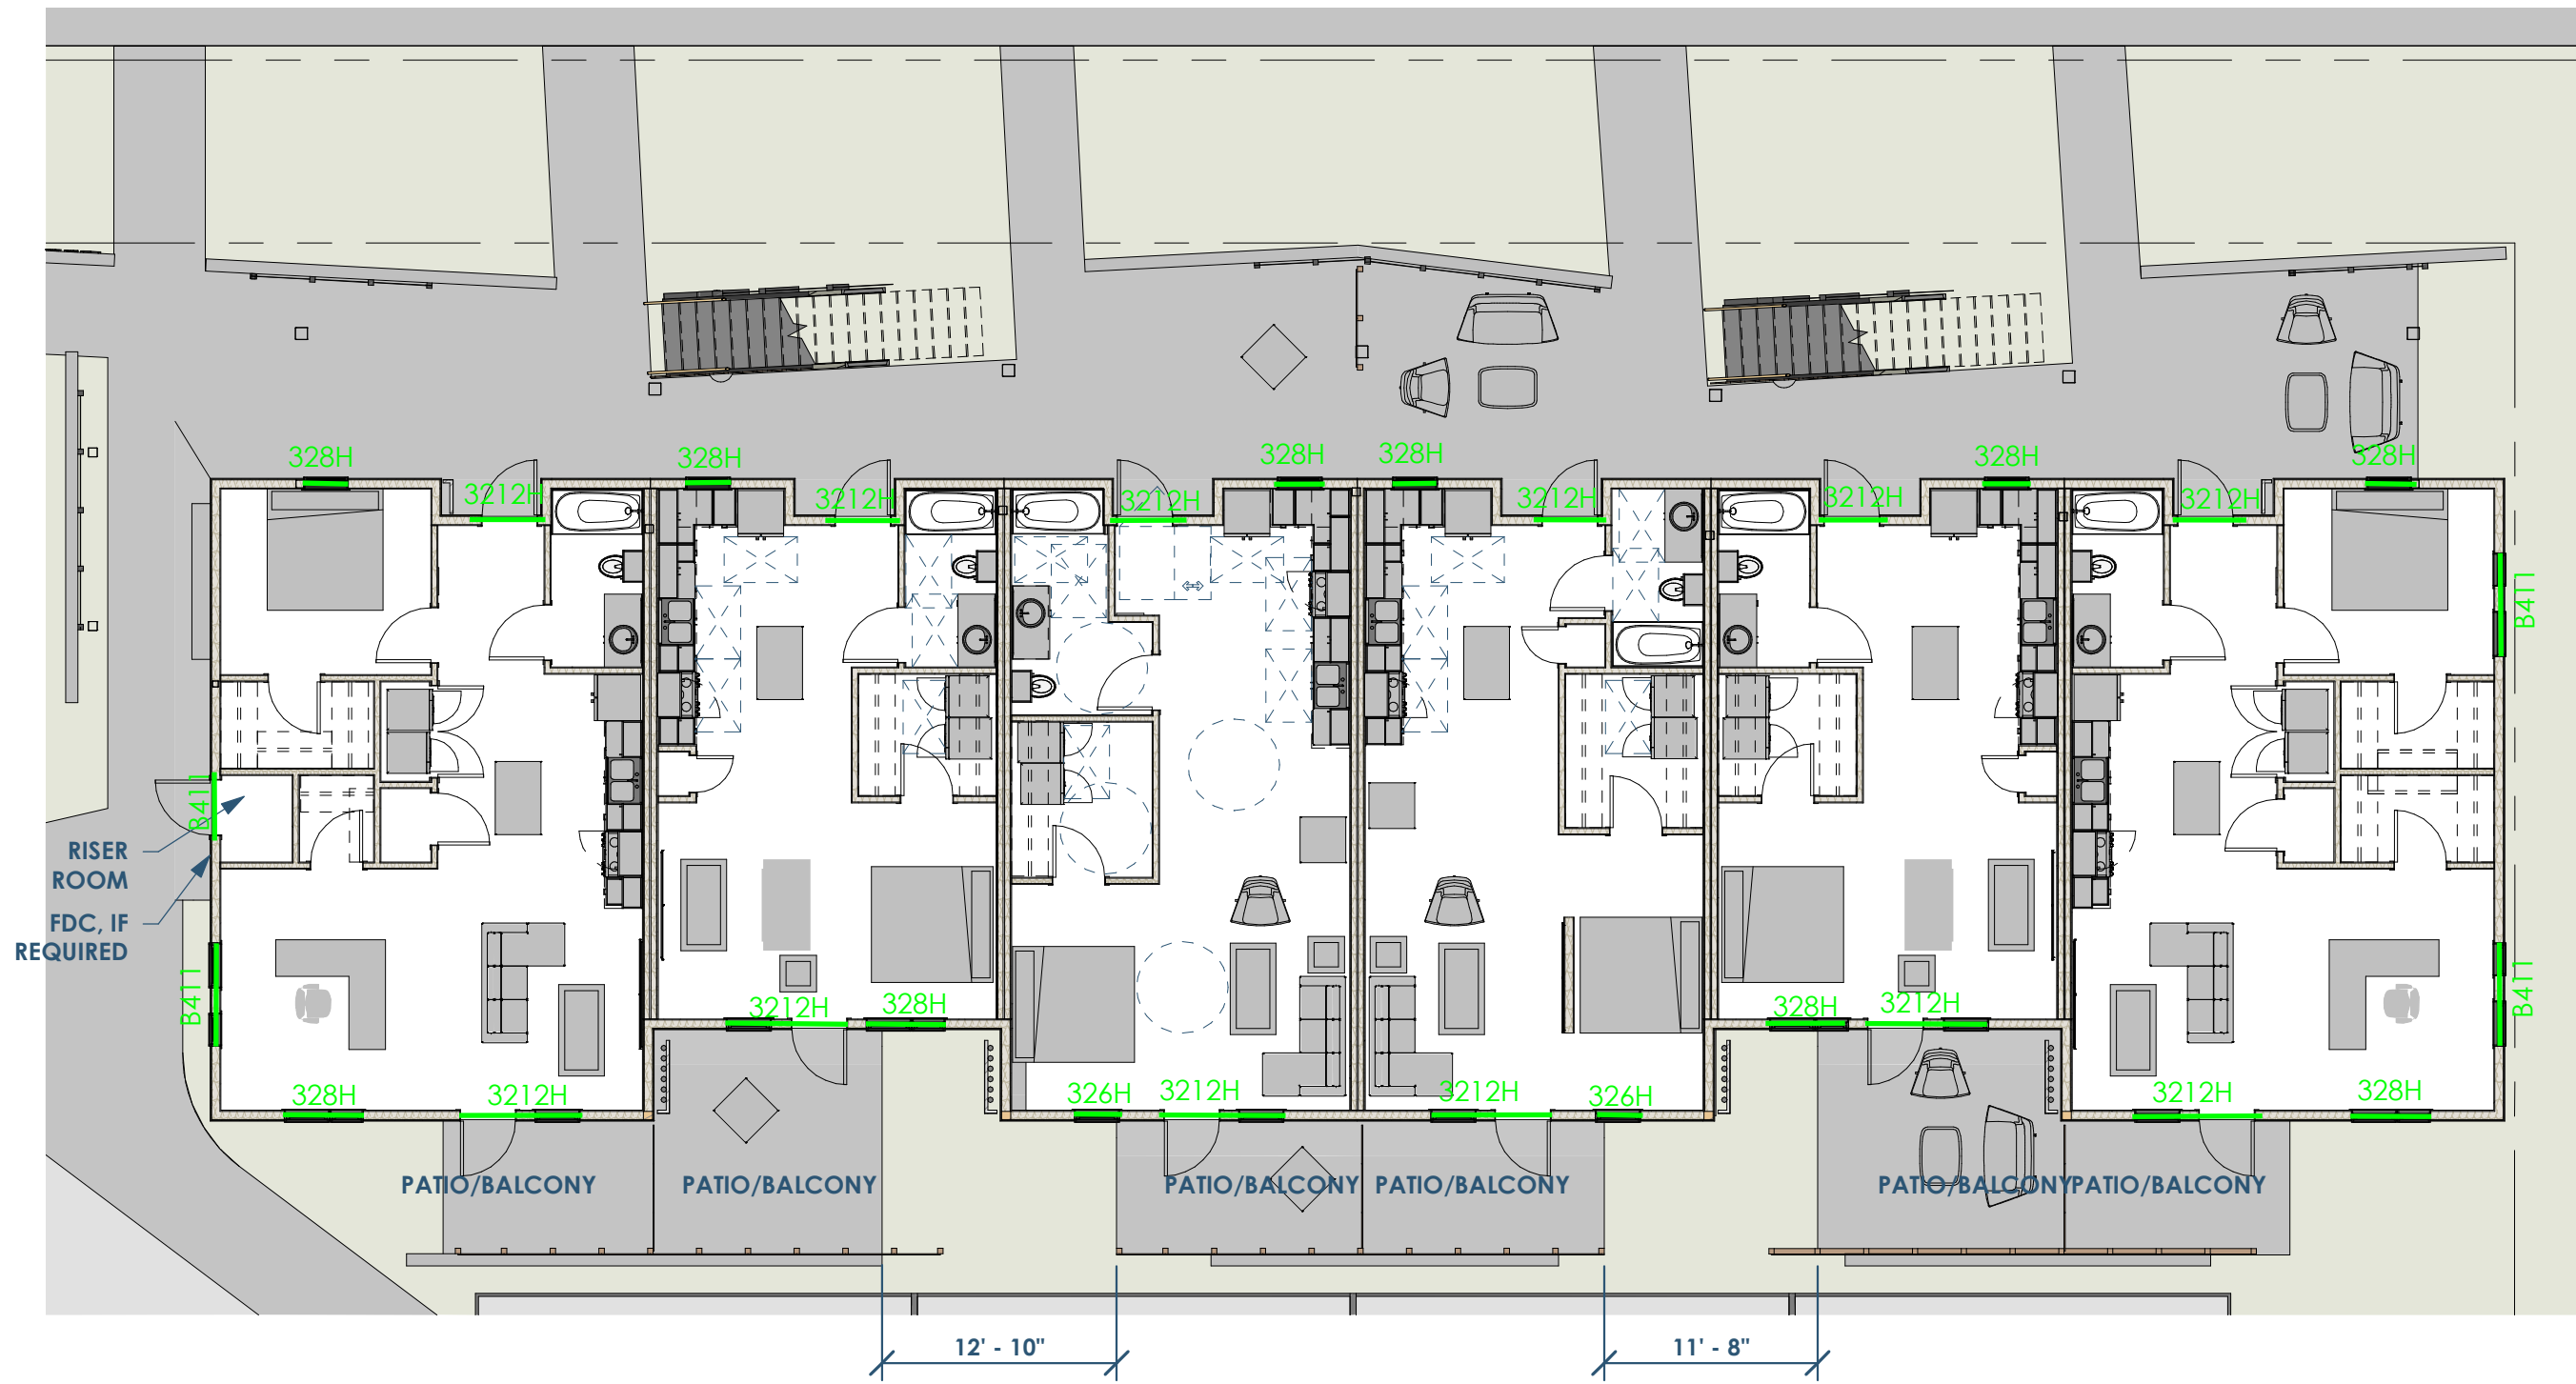 328H
328H
328H
328H
328H
328H
3212H
3212H
3212H
3212H
3212H
3212H
B411
B411
RISER
ROOM
FDC, IF
REQUIRED
B411
B411
3212H
328H
328H
3212H
328H
3212H
326H
3212H
3212H
326H
3212H
328H
PATIO/BALCONY
PATIO/BALCONY
PATIO/BALCONY
PATIO/BALCONY
PATIO/BALCONY
PATIO/BALCONY
12' - 10"
11' - 8"